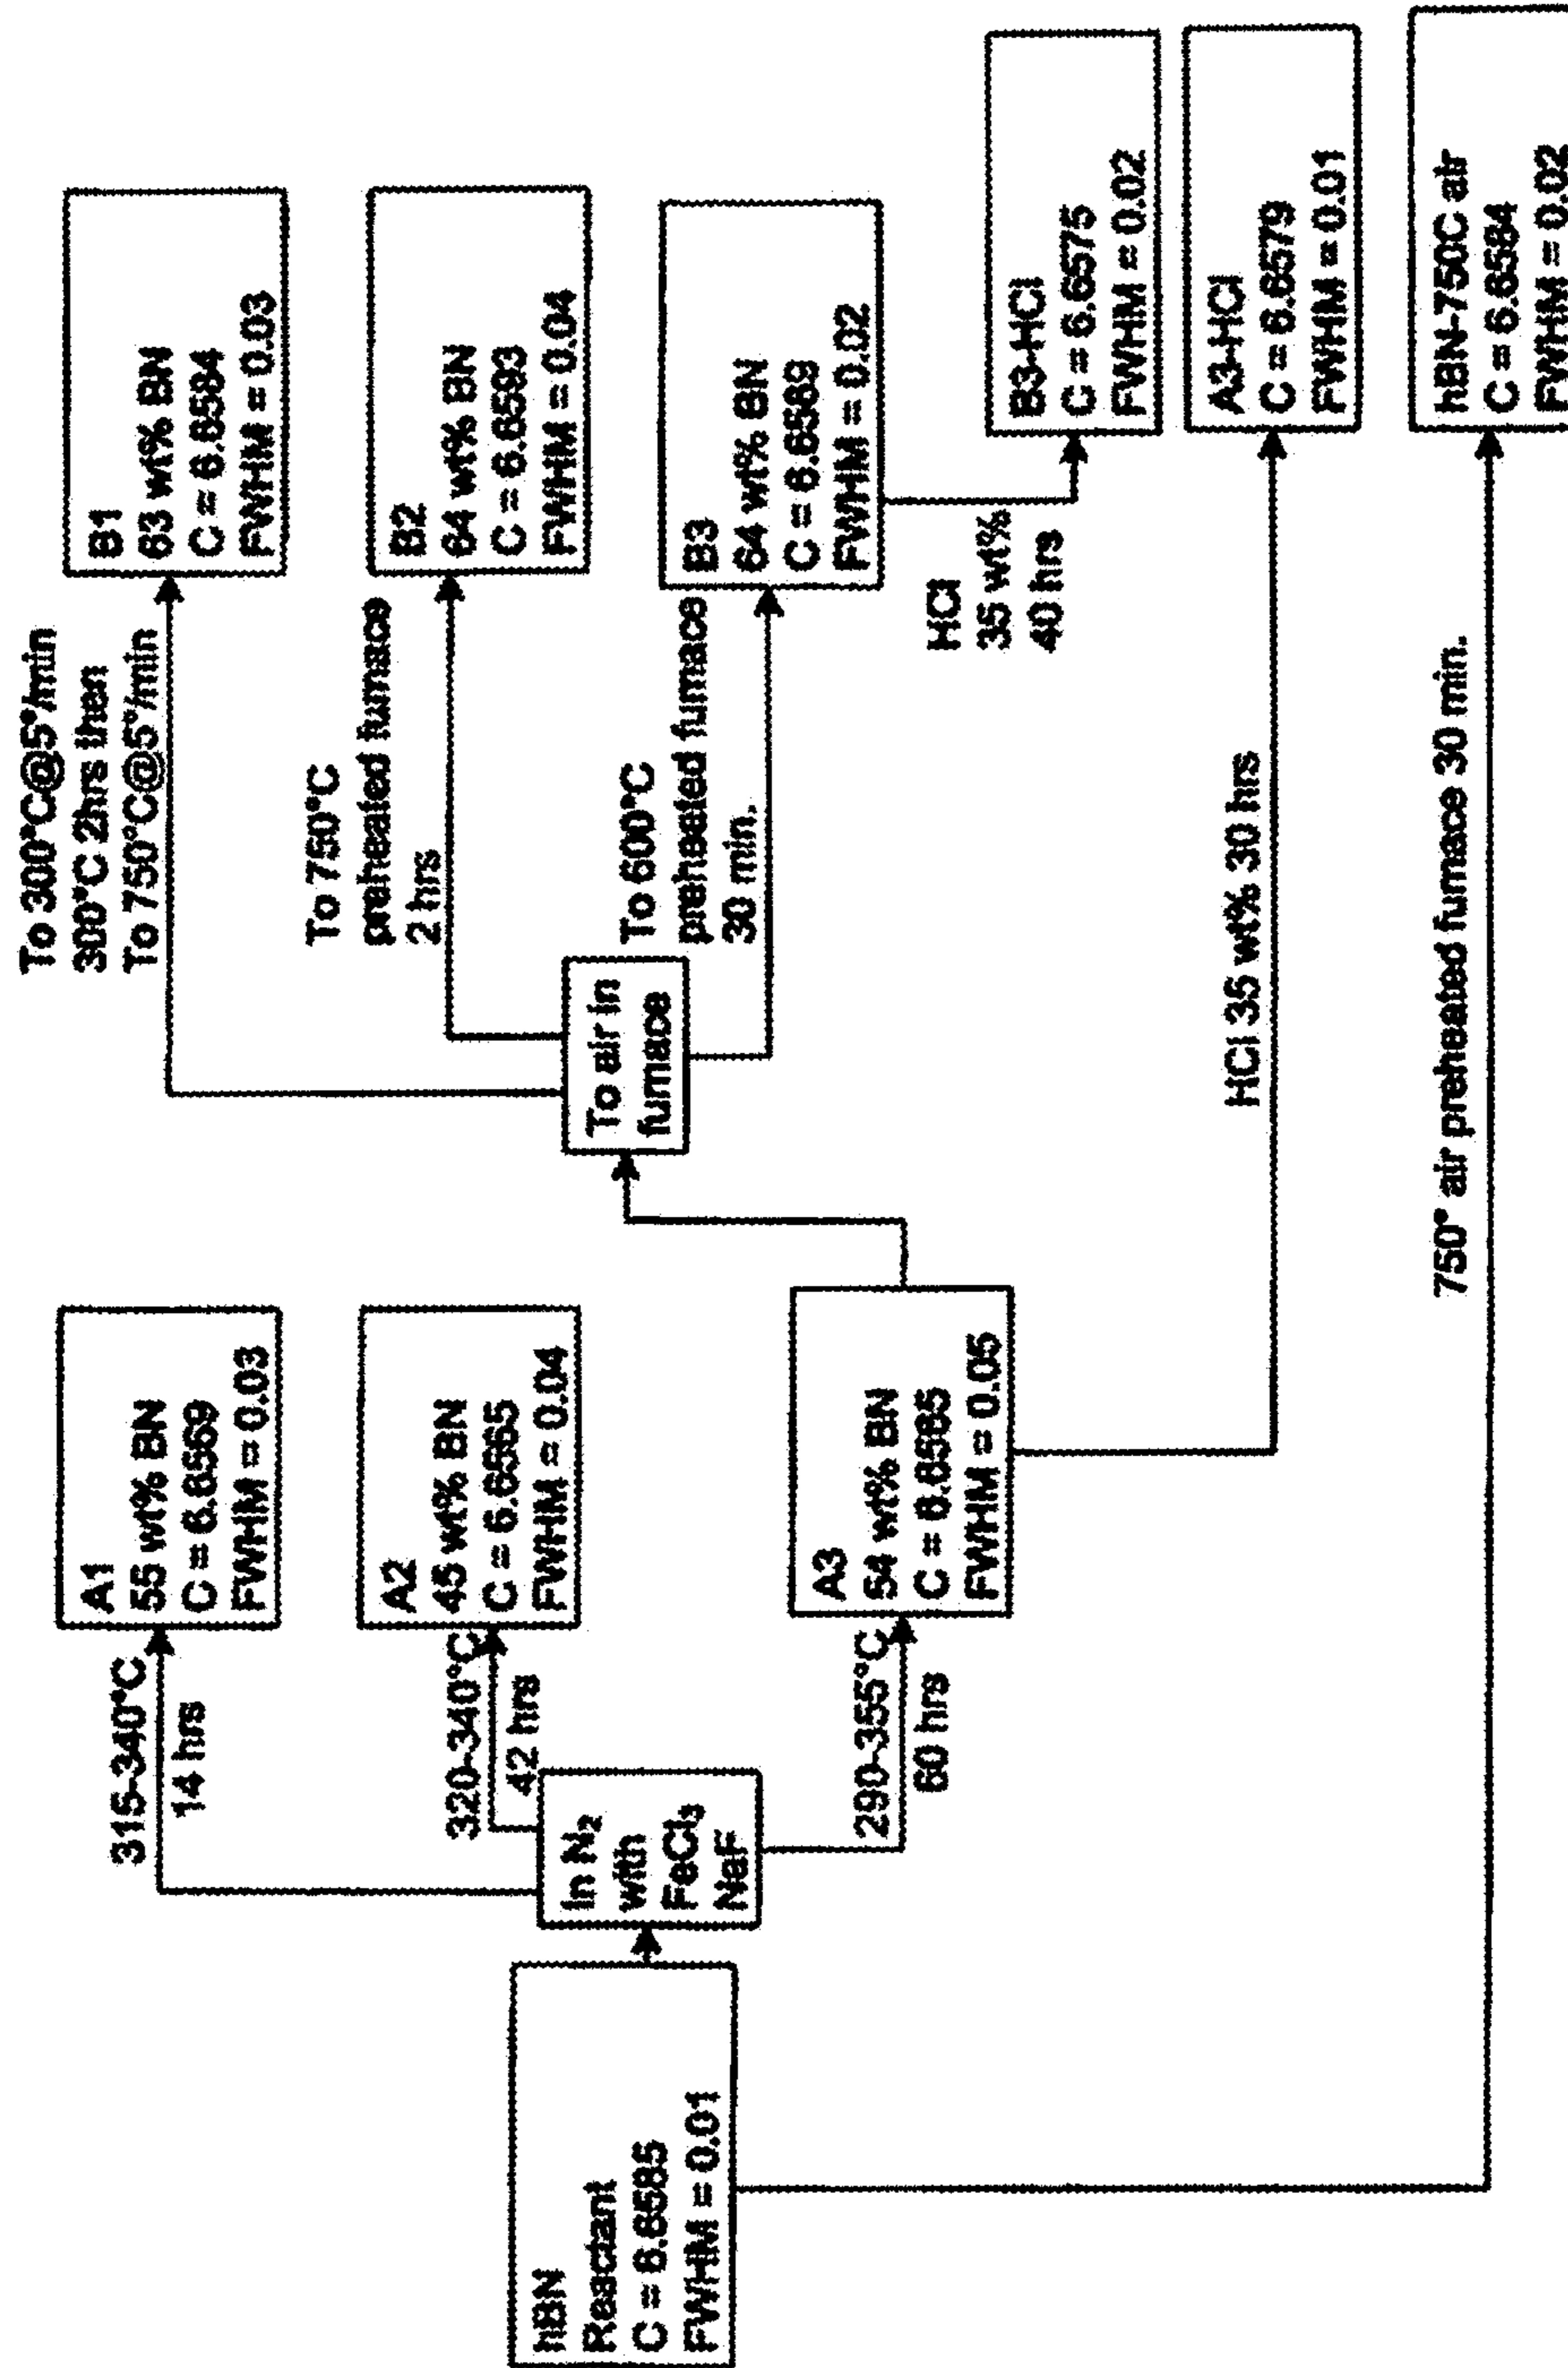 hBN
Reactant
C = 6.6585
FWHM = 0.01
In N₂
with
FeCl₃
NaF
315-340°C
14 hrs
A1
55 wt% BN
C = 6.6569
FWHM = 0.03
320-340°C
42 hrs
A2
45 wt% BN
C = 6.6565
FWHM = 0.04
290-355°C
60 hrs
A3
54 wt% BN
C = 6.6585
FWHM = 0.05
To air in
furnace
To 300°C@5°/min
300°C 2hrs then
To 750°C@5°/min
B1
63 wt% BN
C = 6.6584
FWHM = 0.03
To 750°C
preheated furnace
2 hrs
B2
64 wt% BN
C = 6.6593
FWHM = 0.04
To 600°C
preheated furnace
30 min.
B3
64 wt% BN
C = 6.6589
FWHM = 0.02
HCl
35 wt%
40 hrs
B3-HCl
C = 6.6575
FWHM = 0.02
HCl 35 wt% 30 hrs
A3-HCl
C = 6.6579
FWHM = 0.01
750° air preheated furnace 30 min.
hBN-750C air
C = 6.6584
FWHM = 0.02